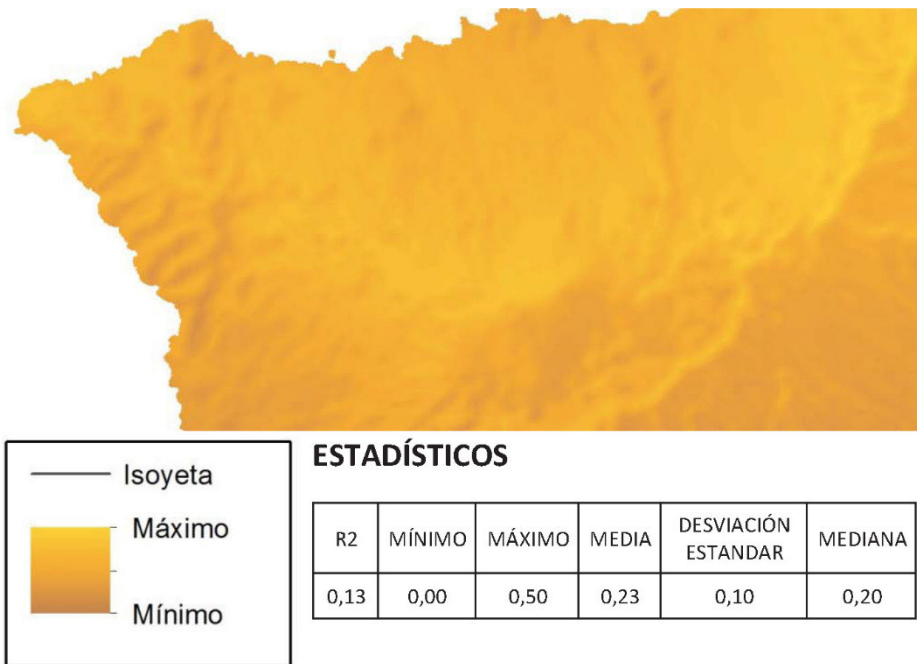 Isoyeta
Máximo
Mínimo
ESTADÍSTICOS
R2 MÍNIMO MÁXIMO MEDIA DESVIACIÓN ESTANDAR MEDIANA
0,13 0,00 0,50 0,23 0,10 0,20